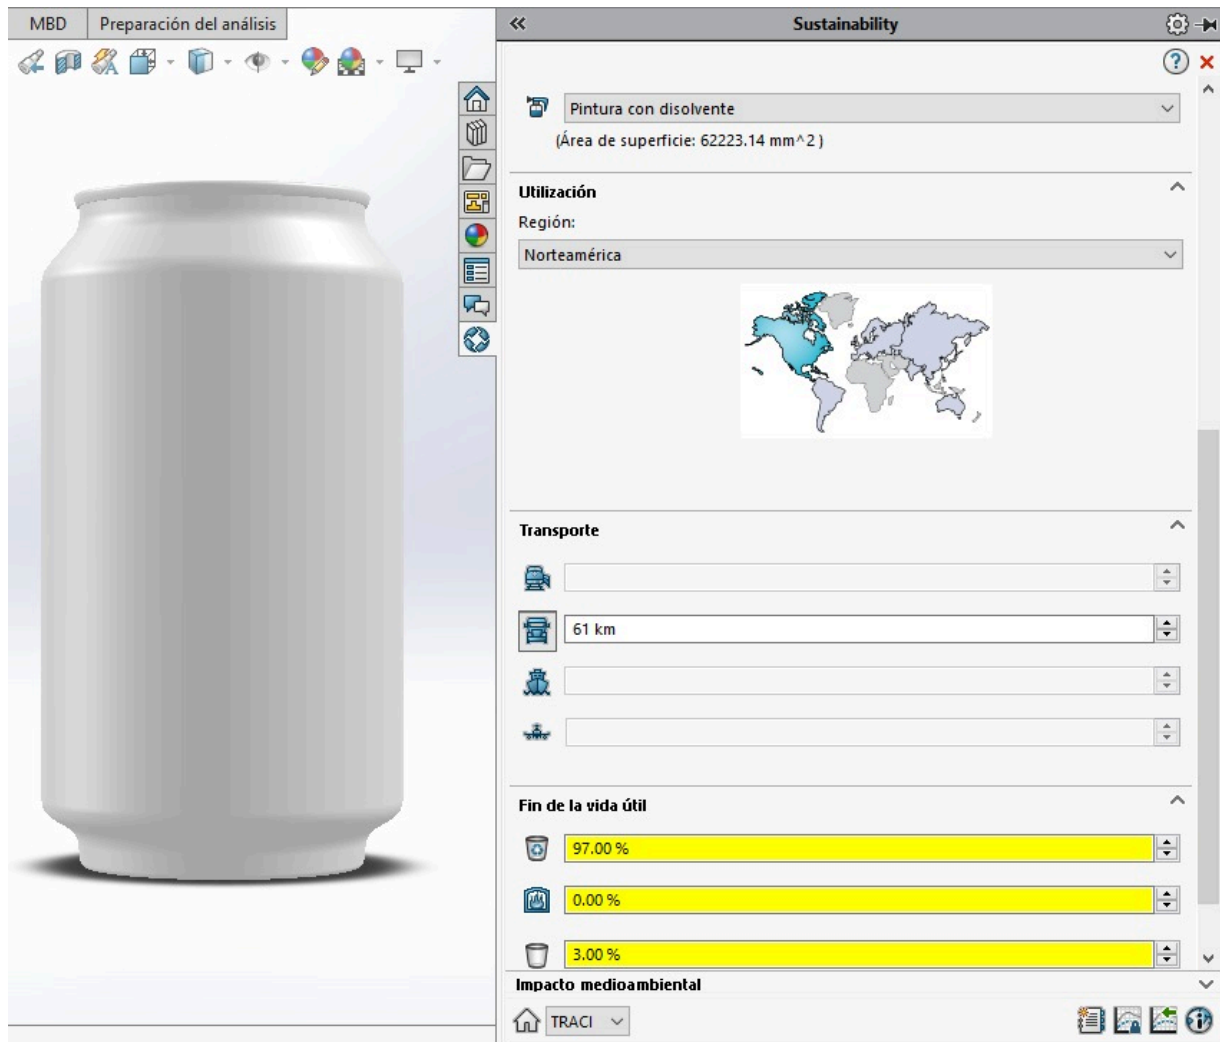 MBD
Preparación del análisis
Sustainability
Pintura con disolvente
(Área de superficie: 62223.14 mm^2 )
Utilización
Región:
Norteamérica
Transporte
61 km
Fin de la vida útil
97.00 %
0.00 %
3.00 %
Impacto medioambiental
TRACI